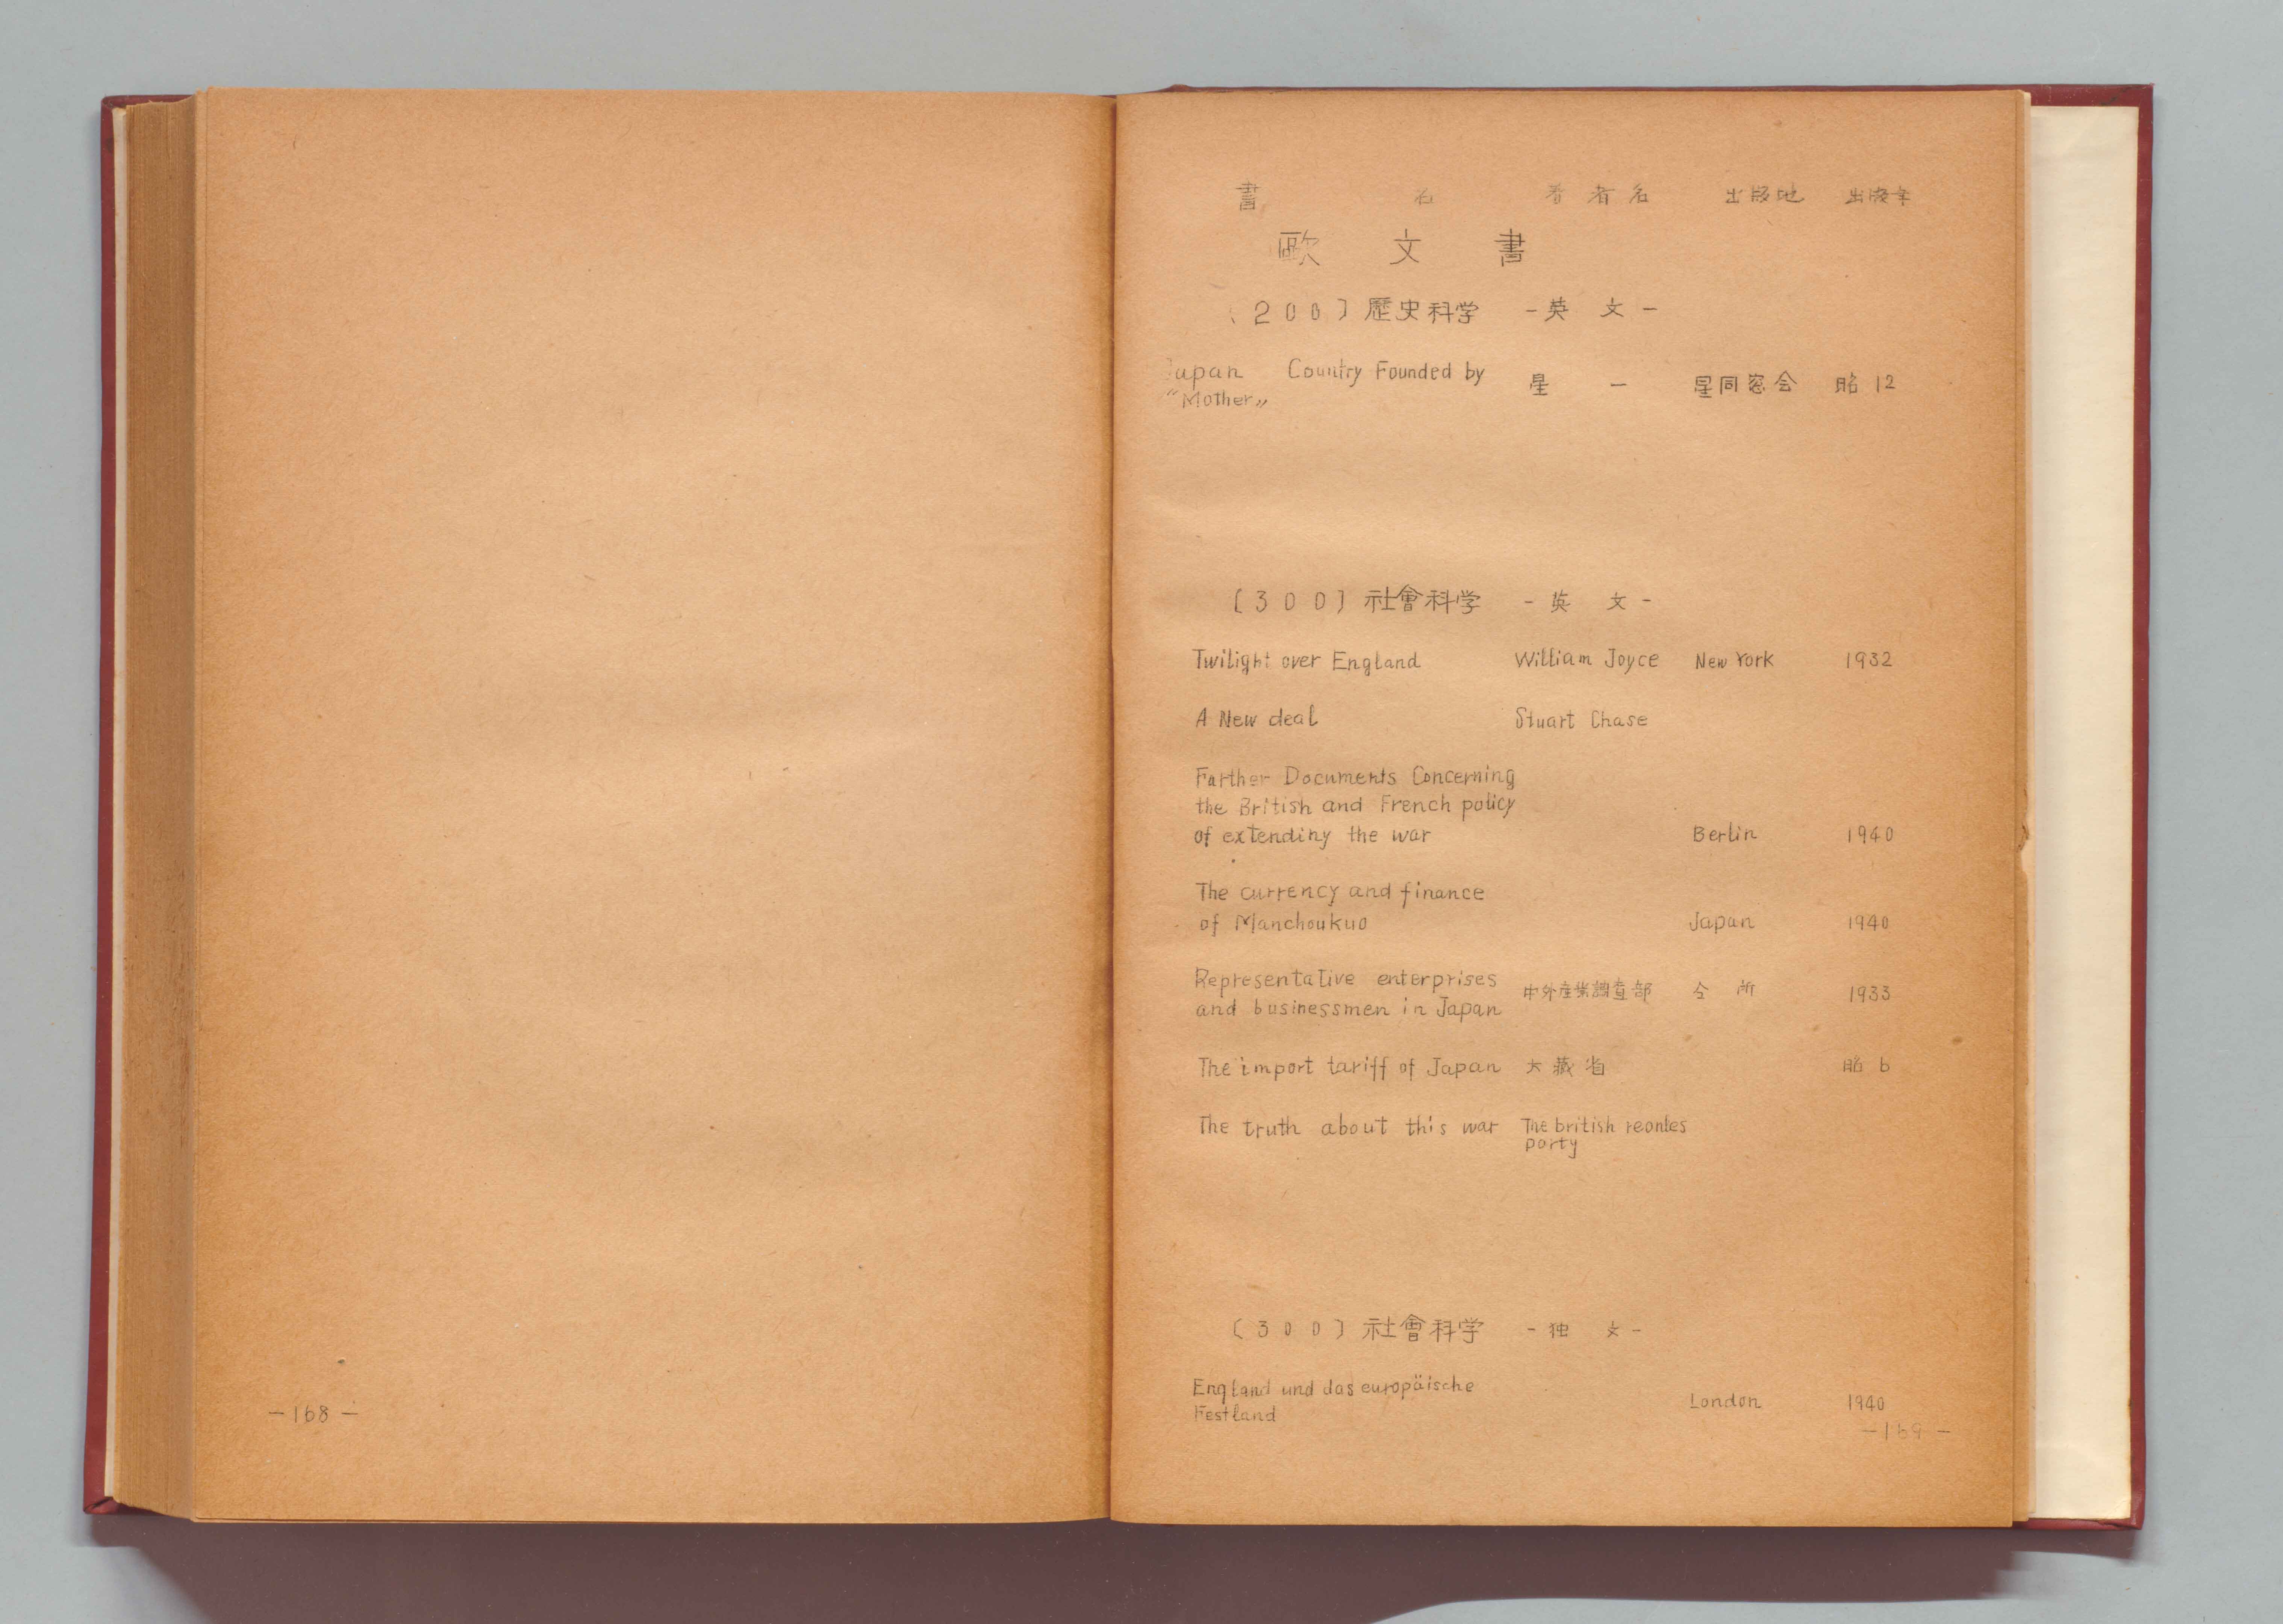 -168-
書 名 著者名 出版地 出版年
歐文書
〔200〕歴史科学 -英文-
Japan Country Founded by 星 一 星同窓会 昭12
"Mother"
〔300〕社會科学 -英文-
Twilight over England William Joyce New York 1932
A New deal Stuart Chase
Farther Documents Concerning
the British and French policy
of extendiny the war Berlin 1940
The currency and finance
of Manchoukuo Japan 1940
Representative enterprises
and businessmen in Japan 中外産業調査部 仝所 1933
The import tariff of Japan 大藏省 昭6
The truth about this war The british
party
〔300〕社會科学 -独文-
England und das europäische
Festland London 1940
-169-